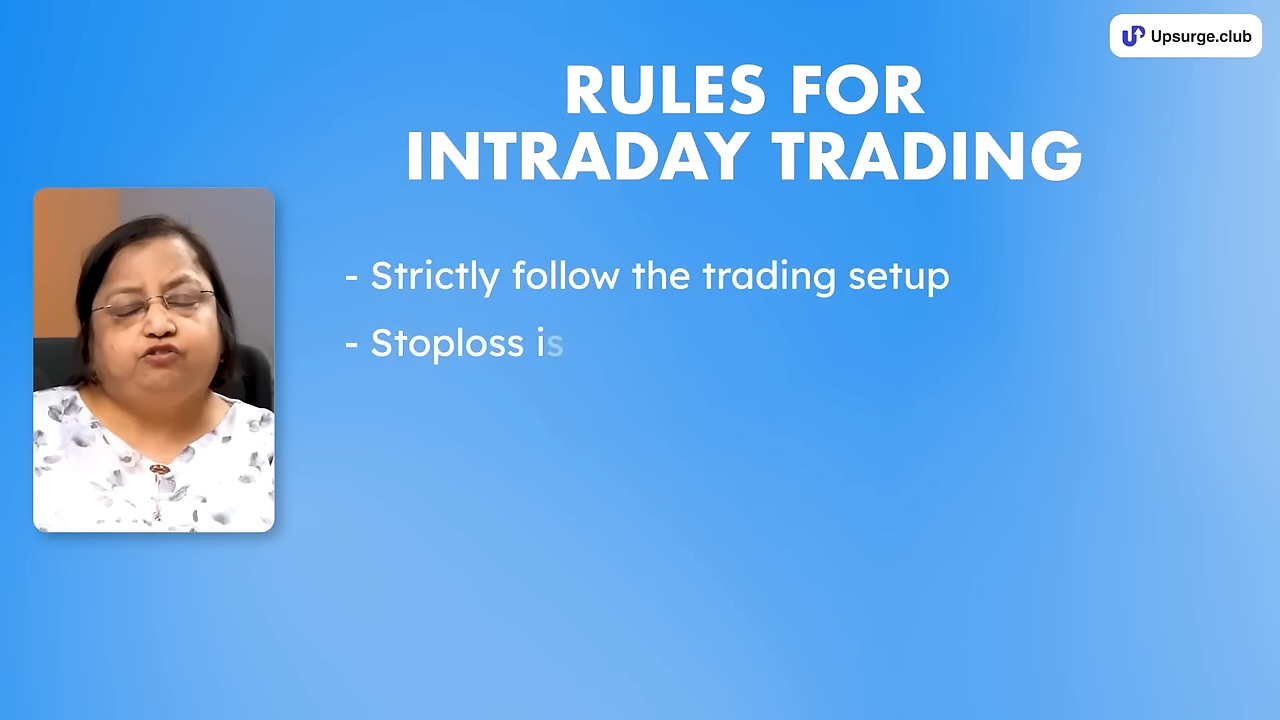 Upsurge.club
RULES FOR
INTRADAY TRADING
- Strictly follow the trading setup
- Stoploss is